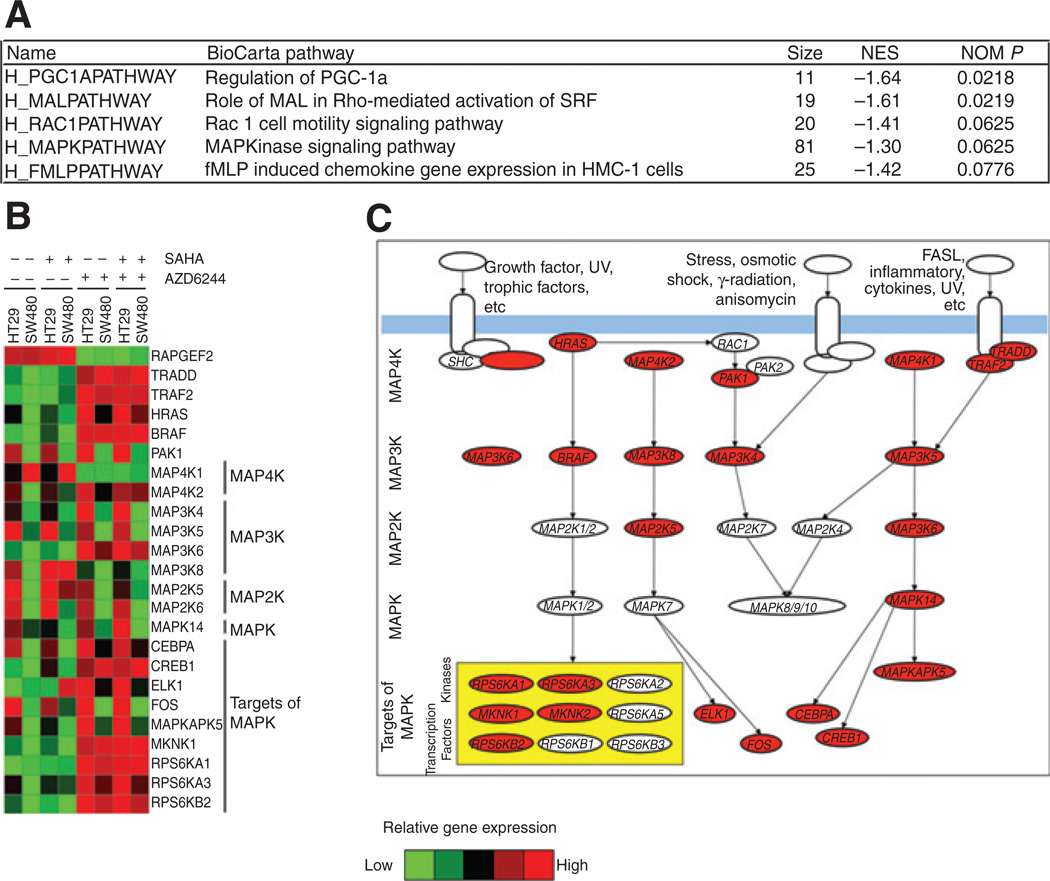 A
Name BioCarta pathway Size NES NOM P
H_PGC1APATHWAY Regulation of PGC-1a 11 –1.64 0.0218
H_MALPATHWAY Role of MAL in Rho-mediated activation of SRF 19 –1.61 0.0219
H_RAC1PATHWAY Rac 1 cell motility signaling pathway 20 –1.41 0.0625
H_MAPKPATHWAY MAPKinase signaling pathway 81 –1.30 0.0625
H_FMLPPATHWAY fMLP induced chemokine gene expression in HMC-1 cells 25 –1.42 0.0776
B
– – + + – – + + SAHA
– – – – + + + + AZD6244
HT29 SW480 HT29 SW480 HT29 SW480 HT29 SW480
RAPGEF2
TRADD
TRAF2
HRAS
BRAF
PAK1
MAP4K1
MAP4K2
MAP4K
MAP3K4
MAP3K5
MAP3K6
MAP3K8
MAP3K
MAP2K5
MAP2K6
MAP2K
MAPK14
MAPK
CEBPA
CREB1
ELK1
FOS
MAPKAPK5
MKNK1
RPS6KA1
RPS6KA3
RPS6KB2
Targets of
MAPK
C
Growth factor, UV,
trophic factors,
etc
Stress, osmotic
shock, γ-radiation,
anisomycin
FASL,
inflammatory,
cytokines, UV,
etc
MAP4K
SHC HRAS MAP4K2 RAC1 PAK1 PAK2 MAP4K1 TRAF2 TRADD
MAP3K
MAP3K6 BRAF MAP3K8 MAP3K4 MAP3K5
MAP2K
MAP2K1/2 MAP2K5 MAP2K7 MAP2K4 MAP3K6
MAPK
MAPK1/2 MAPK7 MAPK8/9/10 MAPK14
MAPKAPK5
Targets of
MAPK
Transcription
Factors
Kinases
RPS6KA1 RPS6KA3 RPS6KA2
MKNK1 MKNK2 RPS6KA5
RPS6KB2 RPS6KB1 RPS6KB3
ELK1 FOS CEBPA CREB1
Relative gene expression
Low High